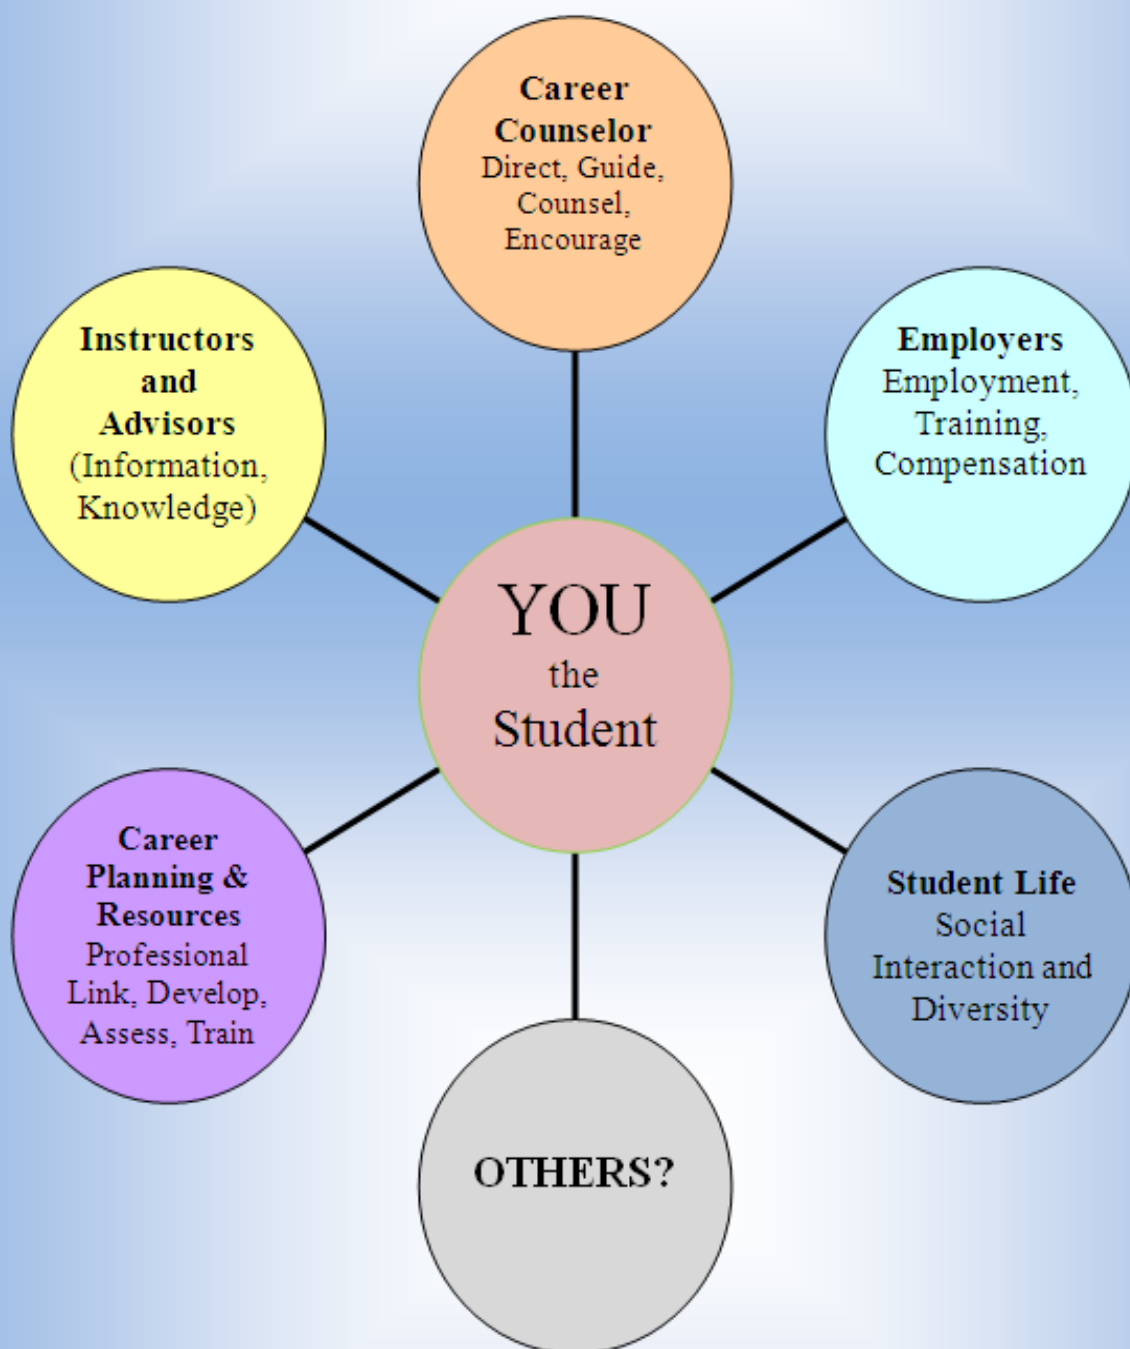 Career
Counselor
Direct, Guide,
Counsel,
Encourage
Instructors
and
Advisors
(Information,
Knowledge)
Employers
Employment,
Training,
Compensation
YOU
the
Student
Career
Planning &
Resources
Professional
Link, Develop,
Assess, Train
Student Life
Social
Interaction and
Diversity
OTHERS?